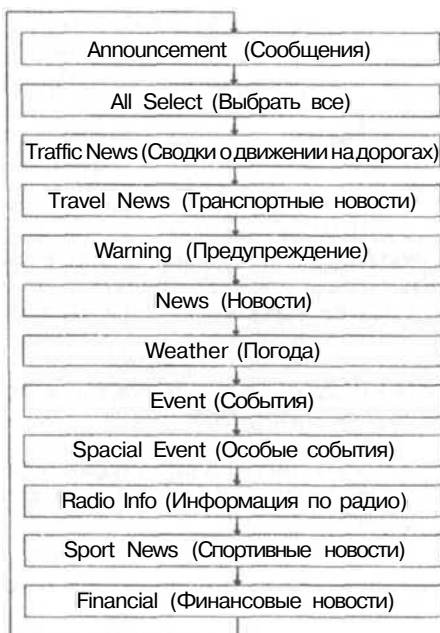 Announcement (Сообщения)
All Select (Выбрать все)
Traffic News (Сводки о движении на дорогах)
Travel News (Транспортные новости)
Warning (Предупреждение)
News (Новости)
Weather (Погода)
Event (События)
Spacial Event (Особые события)
Radio Info (Информация по радио)
Sport News (Спортивные новости)
Financial (Финансовые новости)